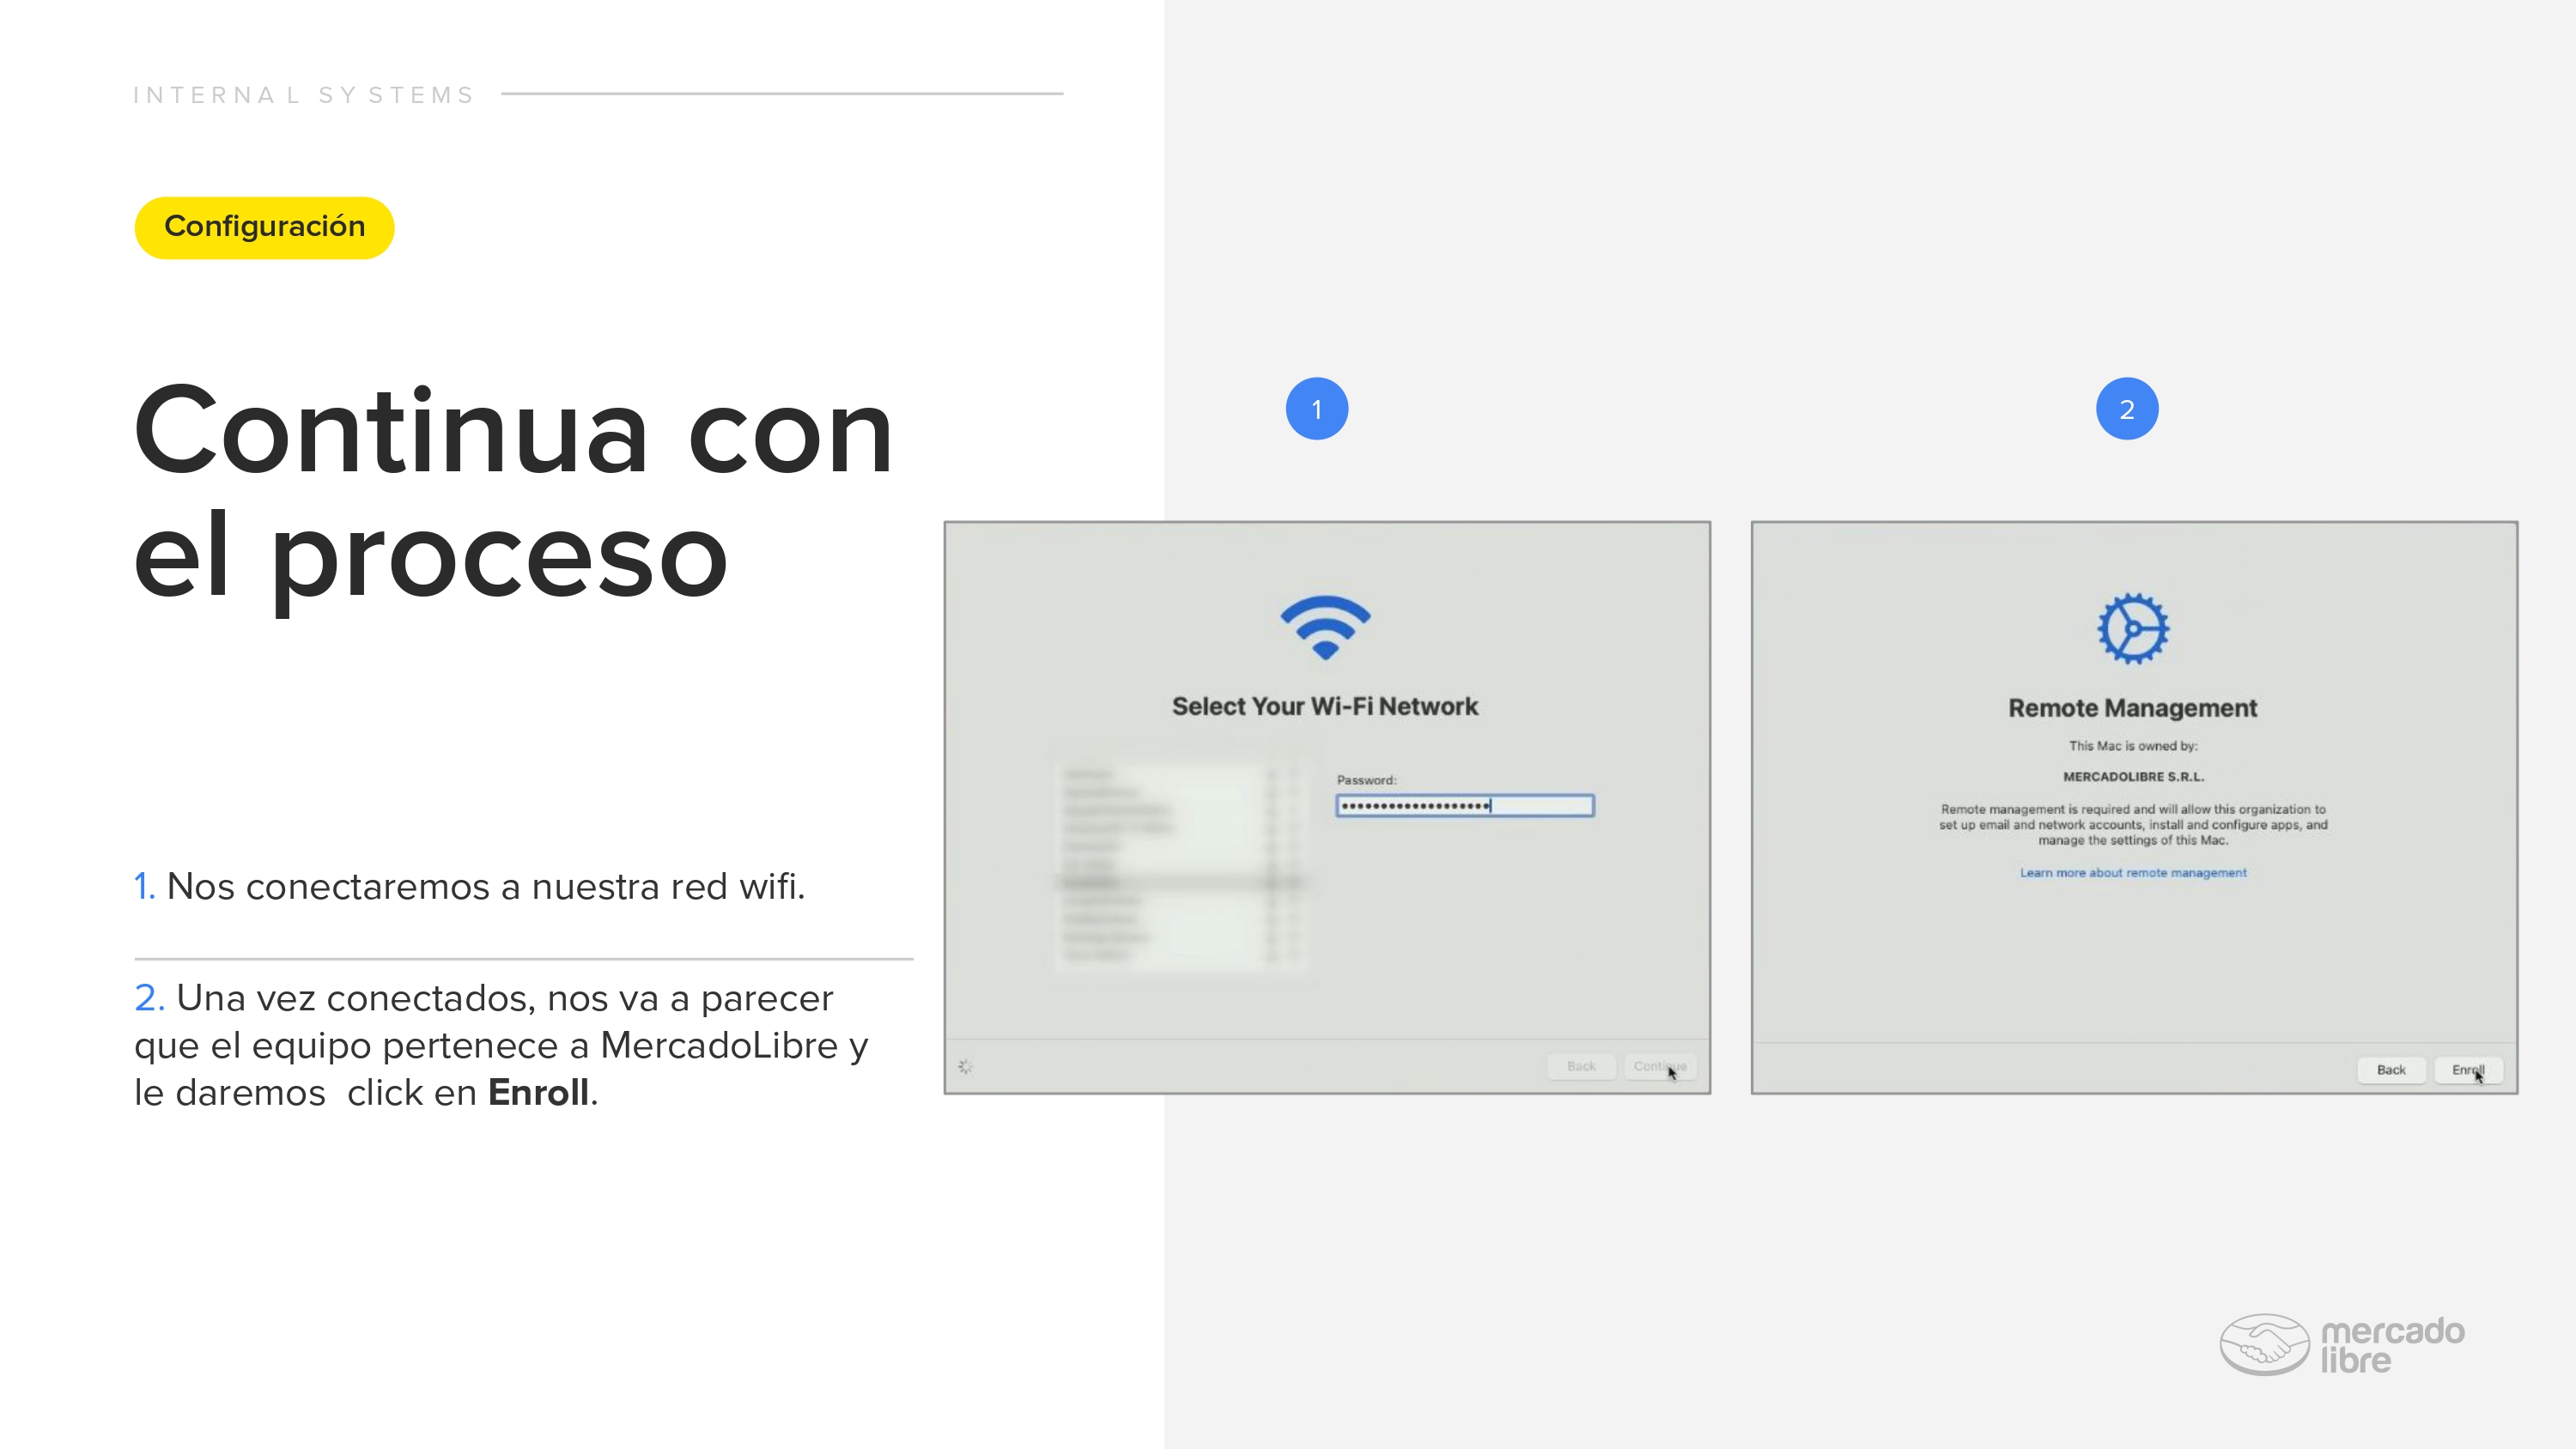 INTERNAL SYSTEMS
Configuración
Continua con
el proceso
1. Nos conectaremos a nuestra red wifi.
2. Una vez conectados, nos va a parecer
que el equipo pertenece a MercadoLibre y
le daremos click en Enroll.
1
Select Your Wi-Fi Network
Password:
Back
Continue
2
Remote Management
This Mac is owned by:
MERCADOLIBRE S.R.L.
Remote management is required and will allow this organization to
set up email and network accounts, install and configure apps, and
manage the settings of this Mac.
Learn more about remote management
Back
Enroll
mercado
libre